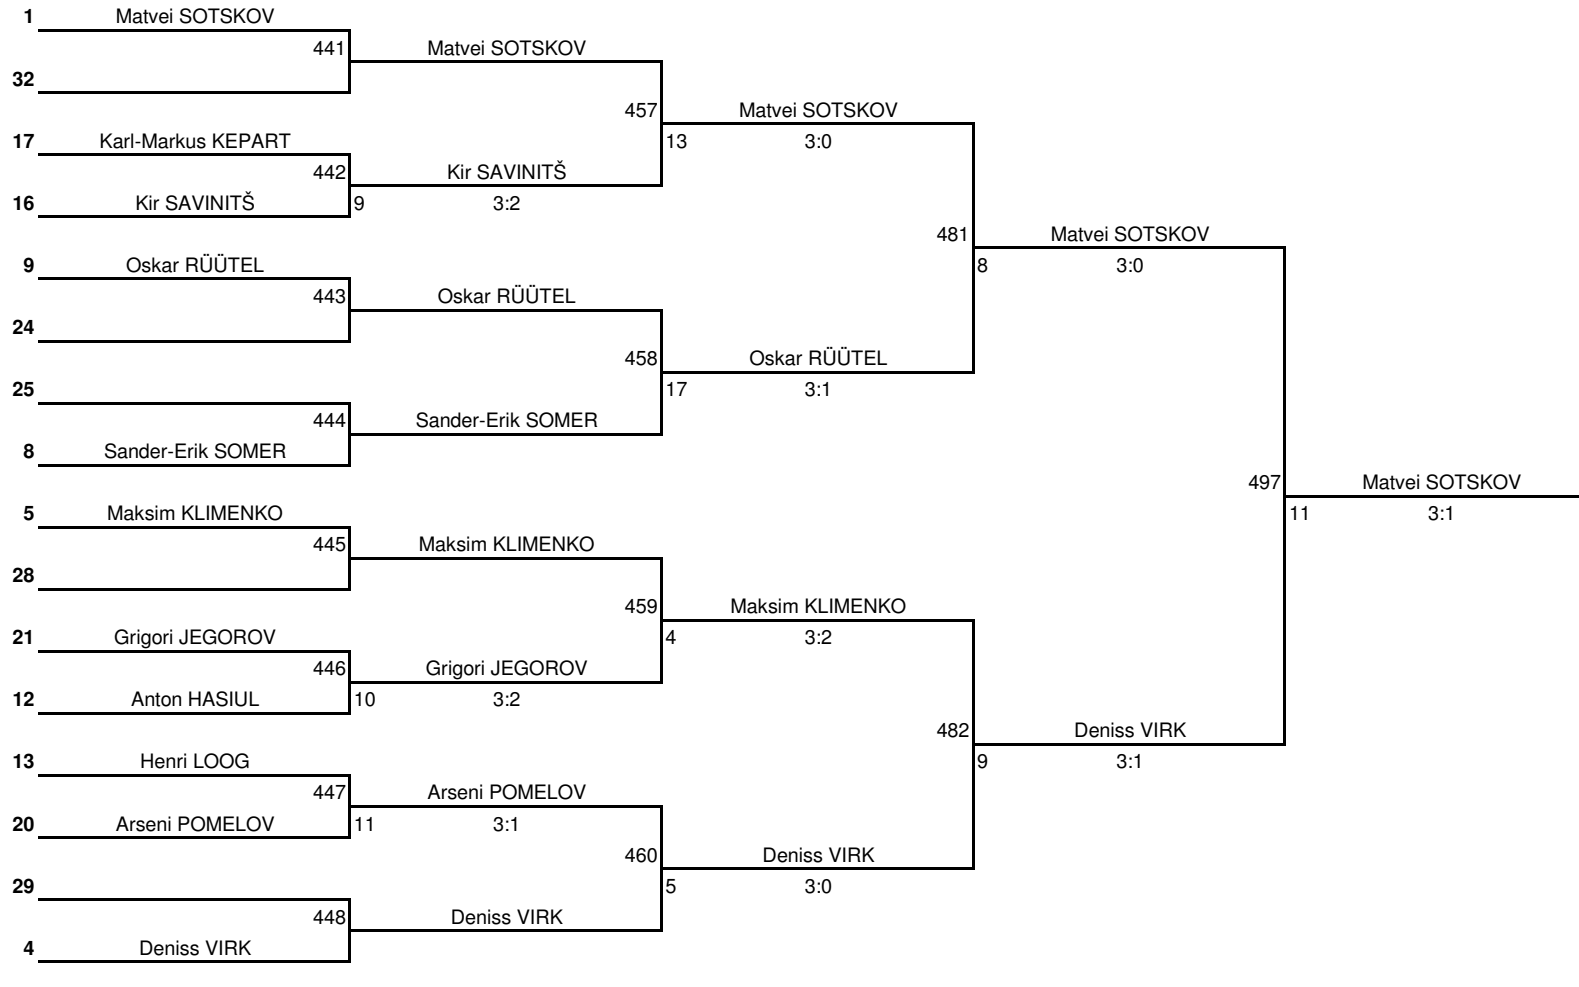 1 Matvei SOTSKOV
441 Matvei SOTSKOV
32
457 Matvei SOTSKOV
17 Karl-Markus KEPART 13 3:0
442 Kir SAVINITŠ
16 Kir SAVINITŠ 9 3:2
481 Matvei SOTSKOV
9 Oskar RÜÜTEL 8 3:0
443 Oskar RÜÜTEL
24
458 Oskar RÜÜTEL
25 17 3:1
444 Sander-Erik SOMER
8 Sander-Erik SOMER
497 Matvei SOTSKOV
5 Maksim KLIMENKO 11 3:1
445 Maksim KLIMENKO
28
459 Maksim KLIMENKO
21 Grigori JEGOROV 4 3:2
446 Grigori JEGOROV
12 Anton HASIUL 10 3:2
482 Deniss VIRK
13 Henri LOOG 9 3:1
447 Arseni POMELOV
20 Arseni POMELOV 11 3:1
460 Deniss VIRK
29 5 3:0
448 Deniss VIRK
4 Deniss VIRK